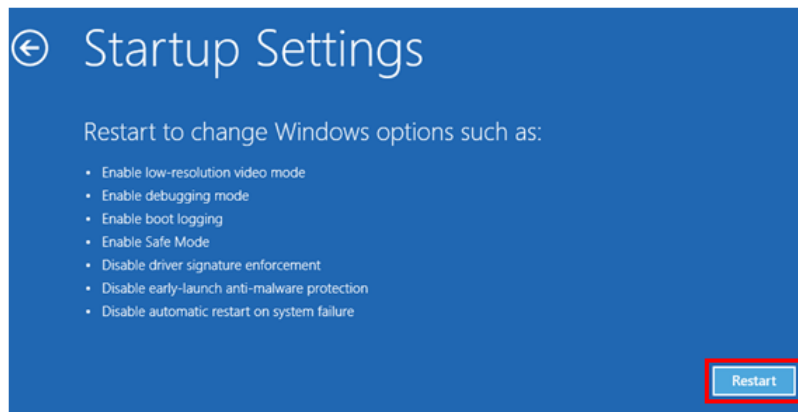 Startup Settings
Restart to change Windows options such as:
• Enable low-resolution video mode
• Enable debugging mode
• Enable boot logging
• Enable Safe Mode
• Disable driver signature enforcement
• Disable early-launch anti-malware protection
• Disable automatic restart on system failure
Restart